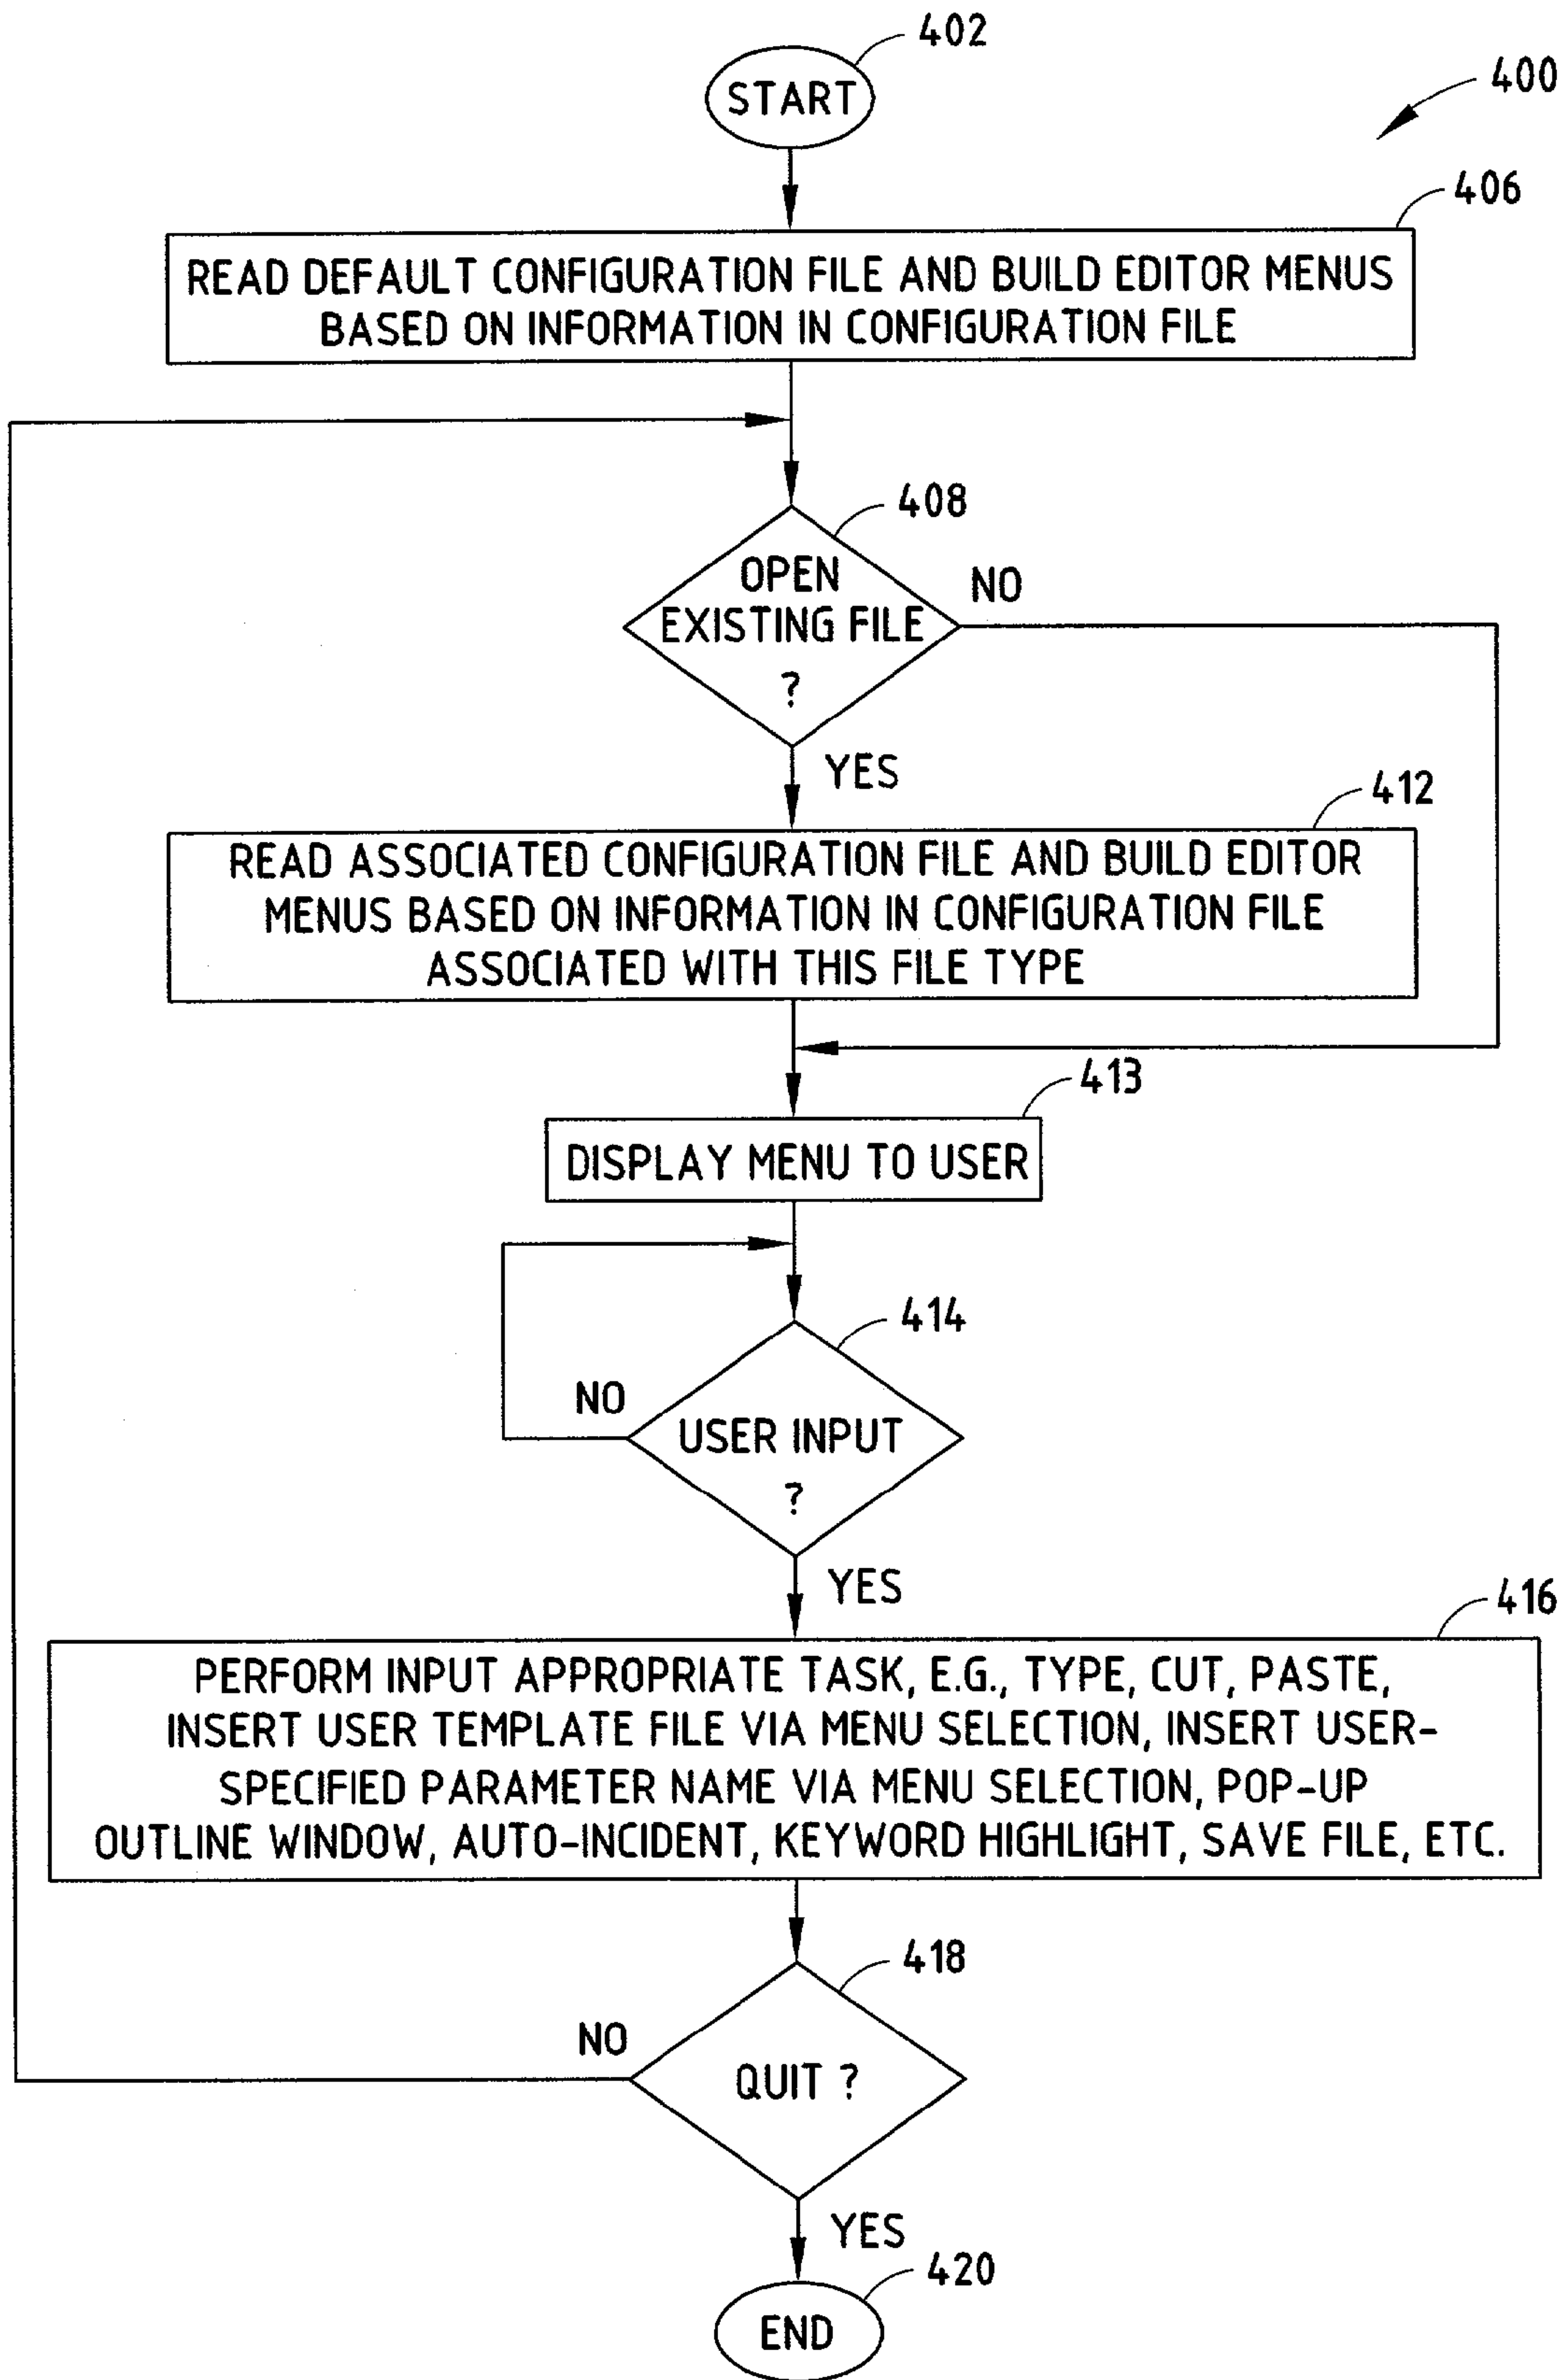 402
START
400
406
READ DEFAULT CONFIGURATION FILE AND BUILD EDITOR MENUS
BASED ON INFORMATION IN CONFIGURATION FILE
408
OPEN
EXISTING FILE
?
NO
YES
412
READ ASSOCIATED CONFIGURATION FILE AND BUILD EDITOR
MENUS BASED ON INFORMATION IN CONFIGURATION FILE
ASSOCIATED WITH THIS FILE TYPE
413
DISPLAY MENU TO USER
414
NO
USER INPUT
?
YES
416
PERFORM INPUT APPROPRIATE TASK, E.G., TYPE, CUT, PASTE,
INSERT USER TEMPLATE FILE VIA MENU SELECTION, INSERT USER-
SPECIFIED PARAMETER NAME VIA MENU SELECTION, POP-UP
OUTLINE WINDOW, AUTO-INCIDENT, KEYWORD HIGHLIGHT, SAVE FILE, ETC.
418
NO
QUIT ?
YES
420
END